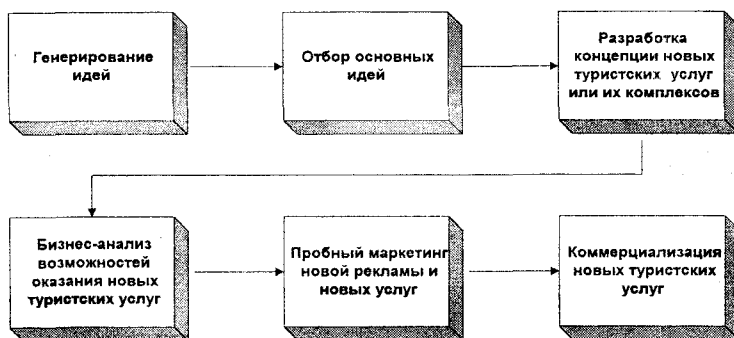 Генерирование
идей
Отбор основных
идей
Разработка
концепции новых
туристских услуг
или их комплексов
Бизнес-анализ
возможностей
оказания новых
туристских услуг
Пробный маркетинг
новой рекламы и
новых услуг
Коммерциализация
новых туристских
услуг